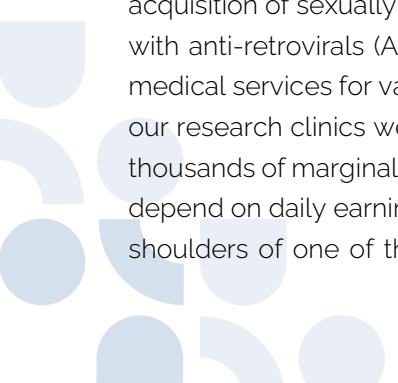 acquisition of sexually
with anti-retrovirals (A
medical services for va
our research clinics we
thousands of marginal
depend on daily earnin
shoulders of one of th